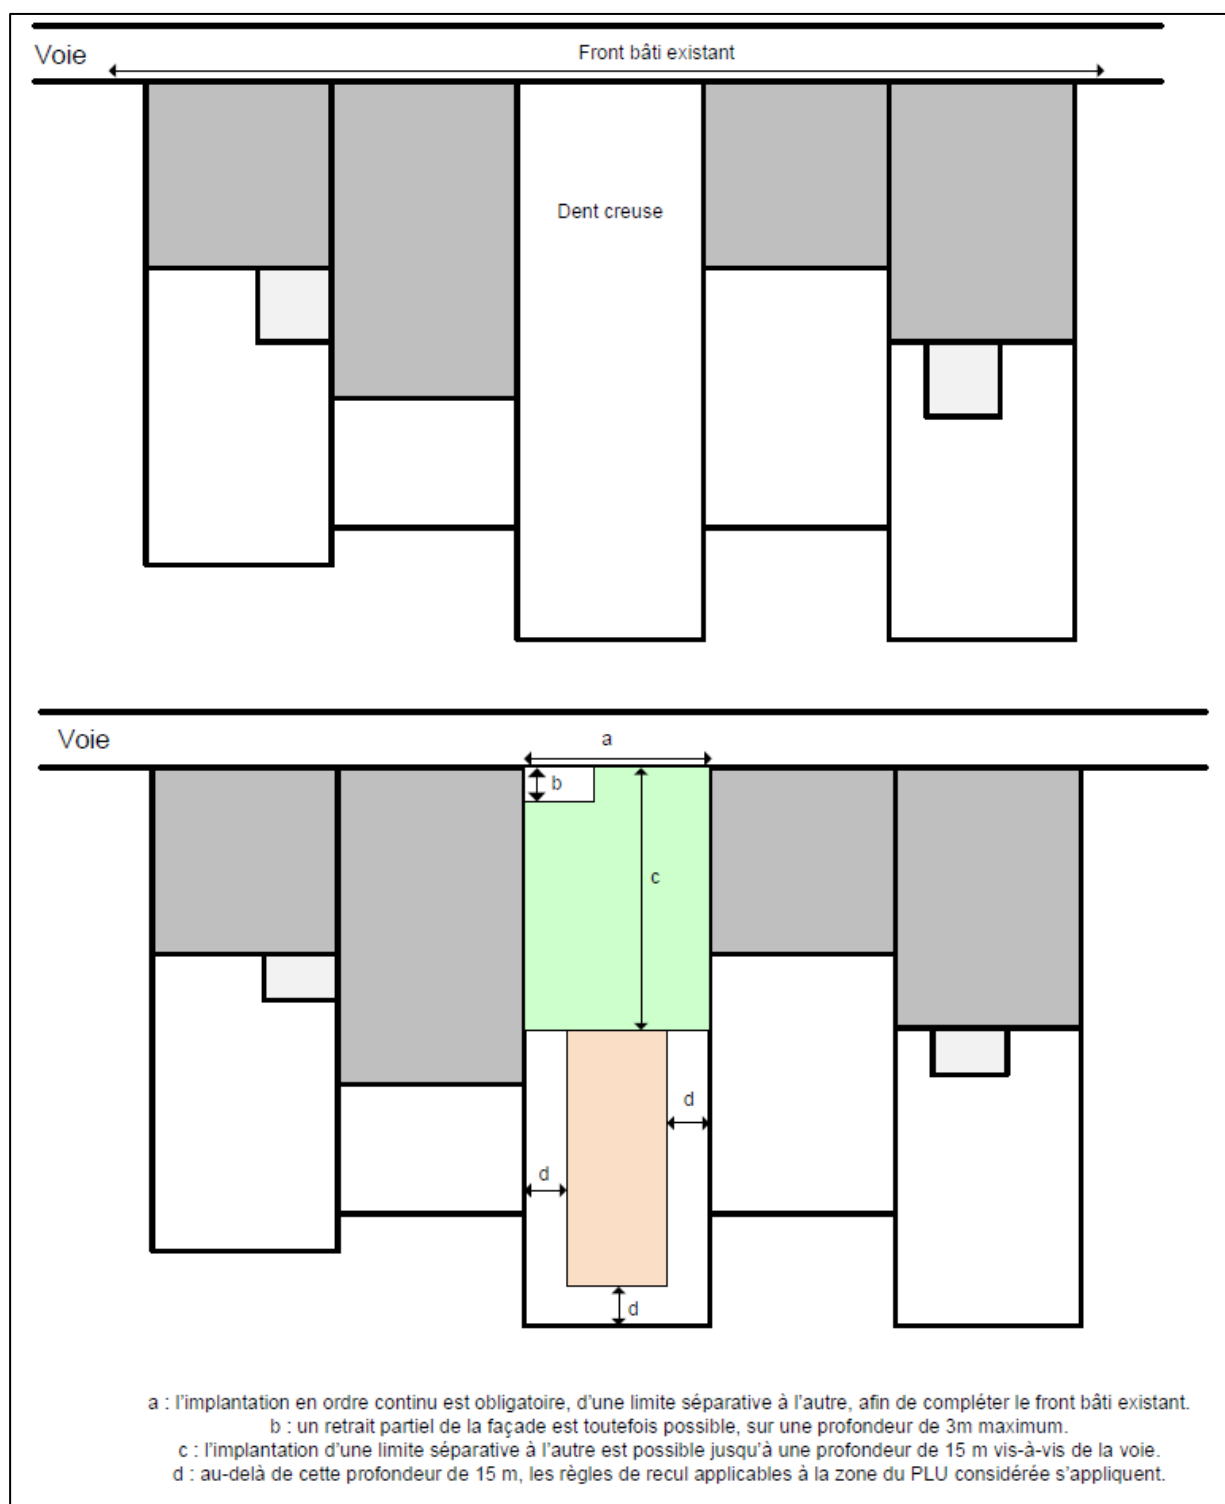 Voie
Front bâti existant
Dent creuse
Voie
a
b
c
d
d
d
a : l'implantation en ordre continu est obligatoire, d'une limite séparative à l'autre, afin de compléter le front bâti existant.
b : un retrait partiel de la façade est toutefois possible, sur une profondeur de 3m maximum.
c : l'implantation d'une limite séparative à l'autre est possible jusqu'à une profondeur de 15 m vis-à-vis de la voie.
d : au-delà de cette profondeur de 15 m, les règles de recul applicables à la zone du PLU considérée s'appliquent.